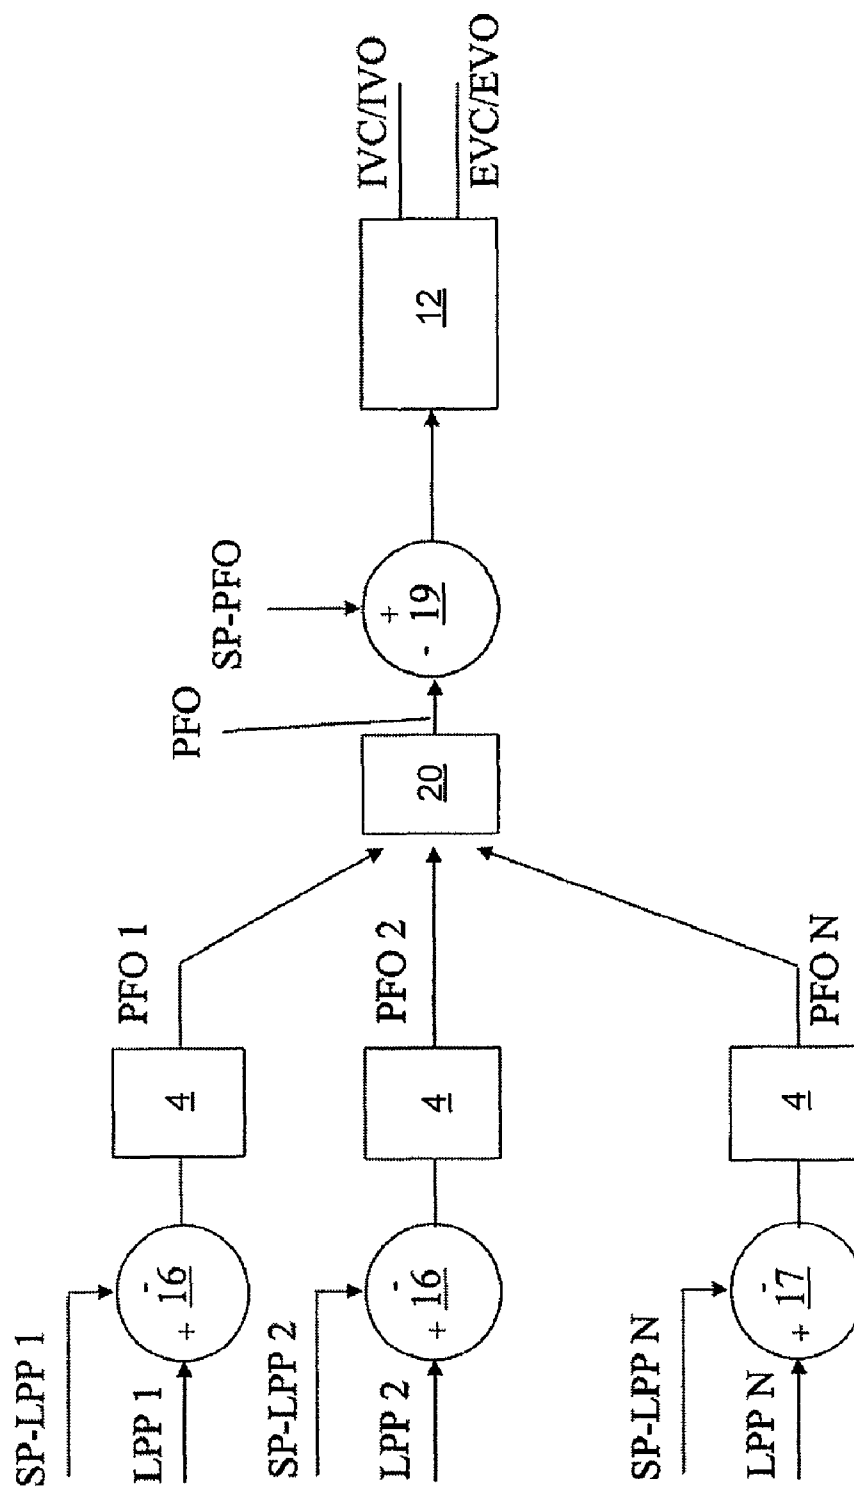 SP-LPP 1
LPP 1
+
-
16
4
PFO 1
SP-LPP 2
LPP 2
+
-
16
4
PFO 2
SP-LPP N
LPP N
+
-
17
4
PFO N
20
PFO
SP-PFO
+
-
19
12
IVC/IVO
EVC/EVO